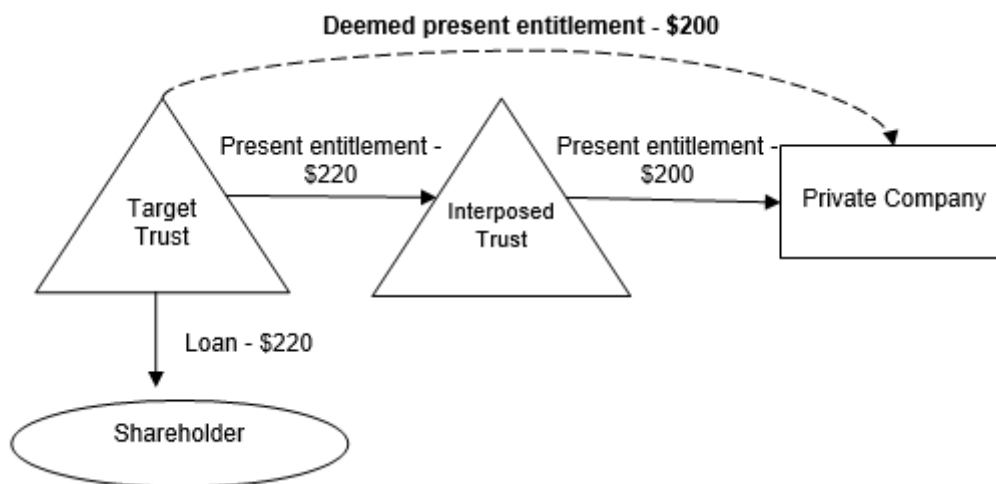 Deemed present entitlement - $200
Present entitlement -
$220
Present entitlement -
$200
Target
Trust
Interposed
Trust
Private Company
Loan - $220
Shareholder